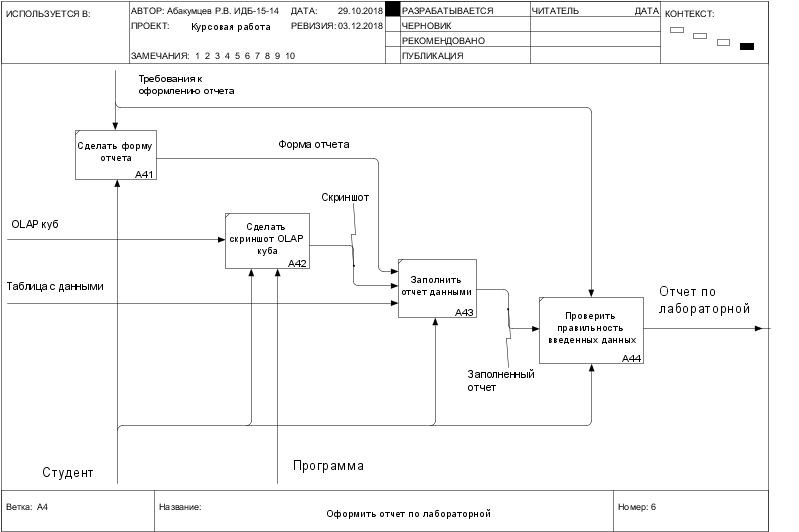 ИСПОЛЬЗУЕТСЯ В:
АВТОР: Абакумцев Р.В. ИДБ-15-14
ДАТА: 29.10.2018
ПРОЕКТ: Курсовая работа
РЕВИЗИЯ: 03.12.2018
ЗАМЕЧАНИЯ: 1 2 3 4 5 6 7 8 9 10
РАЗРАБАТЫВАЕТСЯ
ЧЕРНОВИК
РЕКОМЕНДОВАНО
ПУБЛИКАЦИЯ
ЧИТАТЕЛЬ
ДАТА
КОНТЕКСТ:
Требования к
оформлению отчета
Сделать форму
отчета
A41
Форма отчета
Скриншот
OLAP куб
Сделать
скриншот OLAP
куба
A42
Таблица с данными
Заполнить
отчет данными
A43
Отчет по
лабораторной
Проверить
правильность
введенных данных
A44
Заполненный
отчет
Студент
Программа
Ветка: A4
Название:
Оформить отчет по лабораторной
Номер: 6